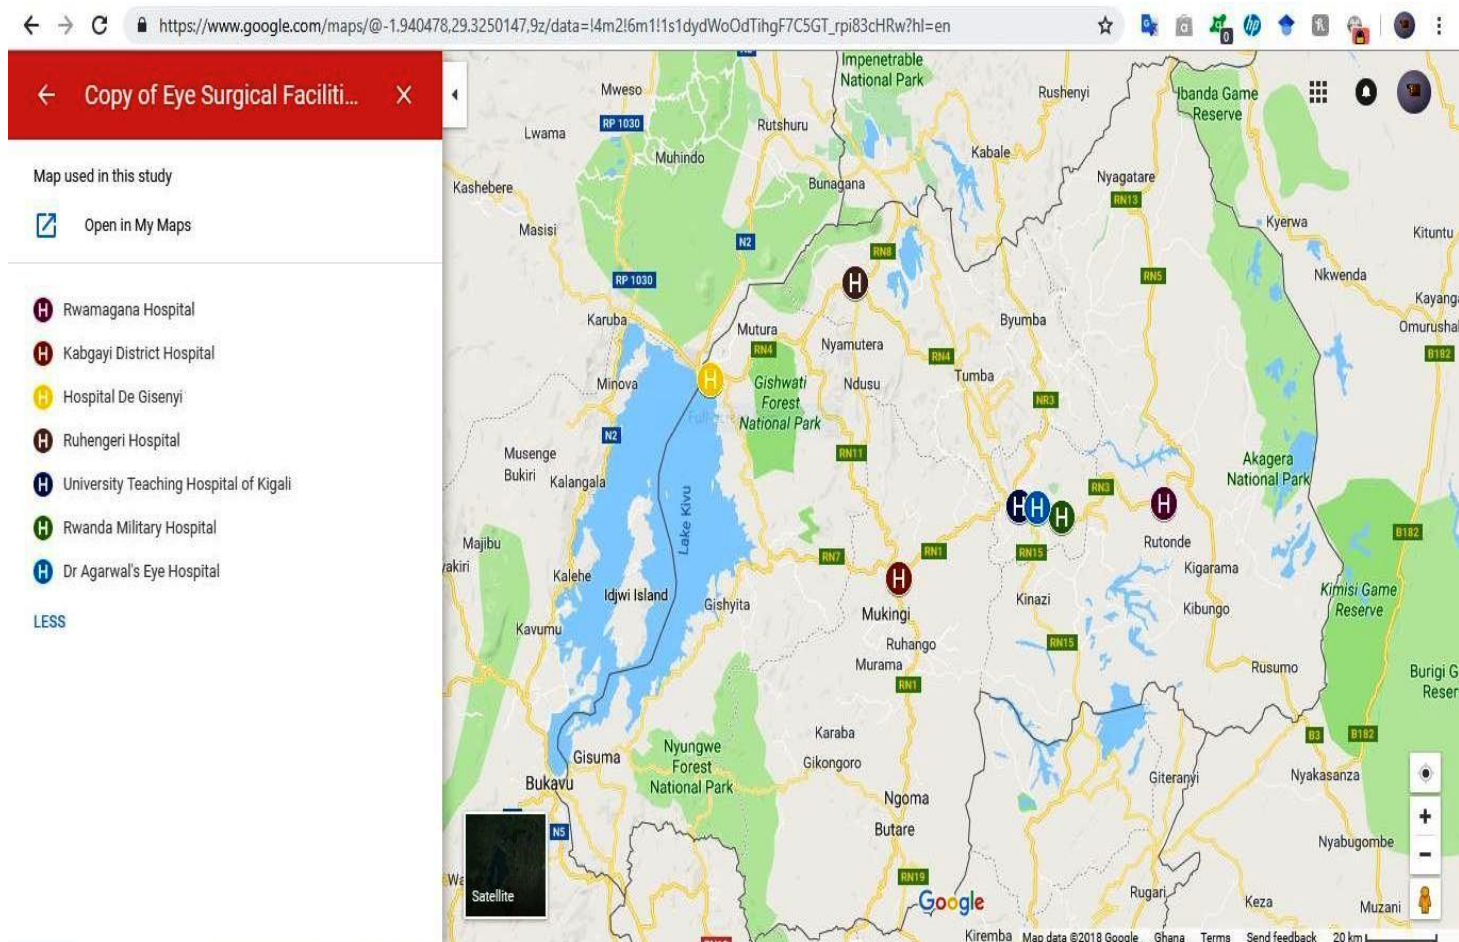 https://www.google.com/maps/@-1.940478,29.3250147,9z/data=!4m2!6m1!1s1dydWoOdTihgF7C5GT_rpi83cHRw?hl=en
0
Copy of Eye Surgical Faciliti...
Map used in this study
Open in My Maps
Rwamagana Hospital
Kabgayi District Hospital
Hospital De Gisenyi
Ruhengeri Hospital
University Teaching Hospital of Kigali
Rwanda Military Hospital
Dr Agarwal's Eye Hospital
LESS
Impenetrable
National Park
Mweso
Rushenyi
Ibanda Game
Reserve
RP 1030
Lwama
Rutshuru
Muhindo
Kabale
Kashebere
Bunagana
Nyagatare
RN13
Kyerwa
Masisi
N2
Kituntu
RN8
RP 1030
RN5
Nkwenda
H
Kayang
Karuba
Mutura
Byumba
Omurushal
RN4
Nyamutera
RN4
B182
H
Minova
Gishwati
Forest
National Park
Ndusu
Tumba
NR3
N2
Musenge
Bukiri
Kalangala
RN11
Akagera
National Park
Lake Kivu
RN3
H
H
H
H
Majibu
Rutonde
B182
yakiri
Kalehe
RN7
RN1
RN15
Kigarama
H
Idjwi Island
Gishyita
Kinazi
Kibungo
Kimisi Game
Reserve
Mukingi
Kavumu
Ruhango
RN15
Murama
Rusumo
Burigi G
Reser
RN1
Karaba
B3
B182
Gisuma
Nyungwe
Forest
National Park
Gikongoro
Bukavu
Giteranyi
Nyakasanza
Ngoma
Butare
N5
Nyabugombe
RN19
Satellite
Google
Rugari
Keza
Muzani
Kiremba
Map data ©2018 Google
Ghana
Terms
Send feedback
20 km